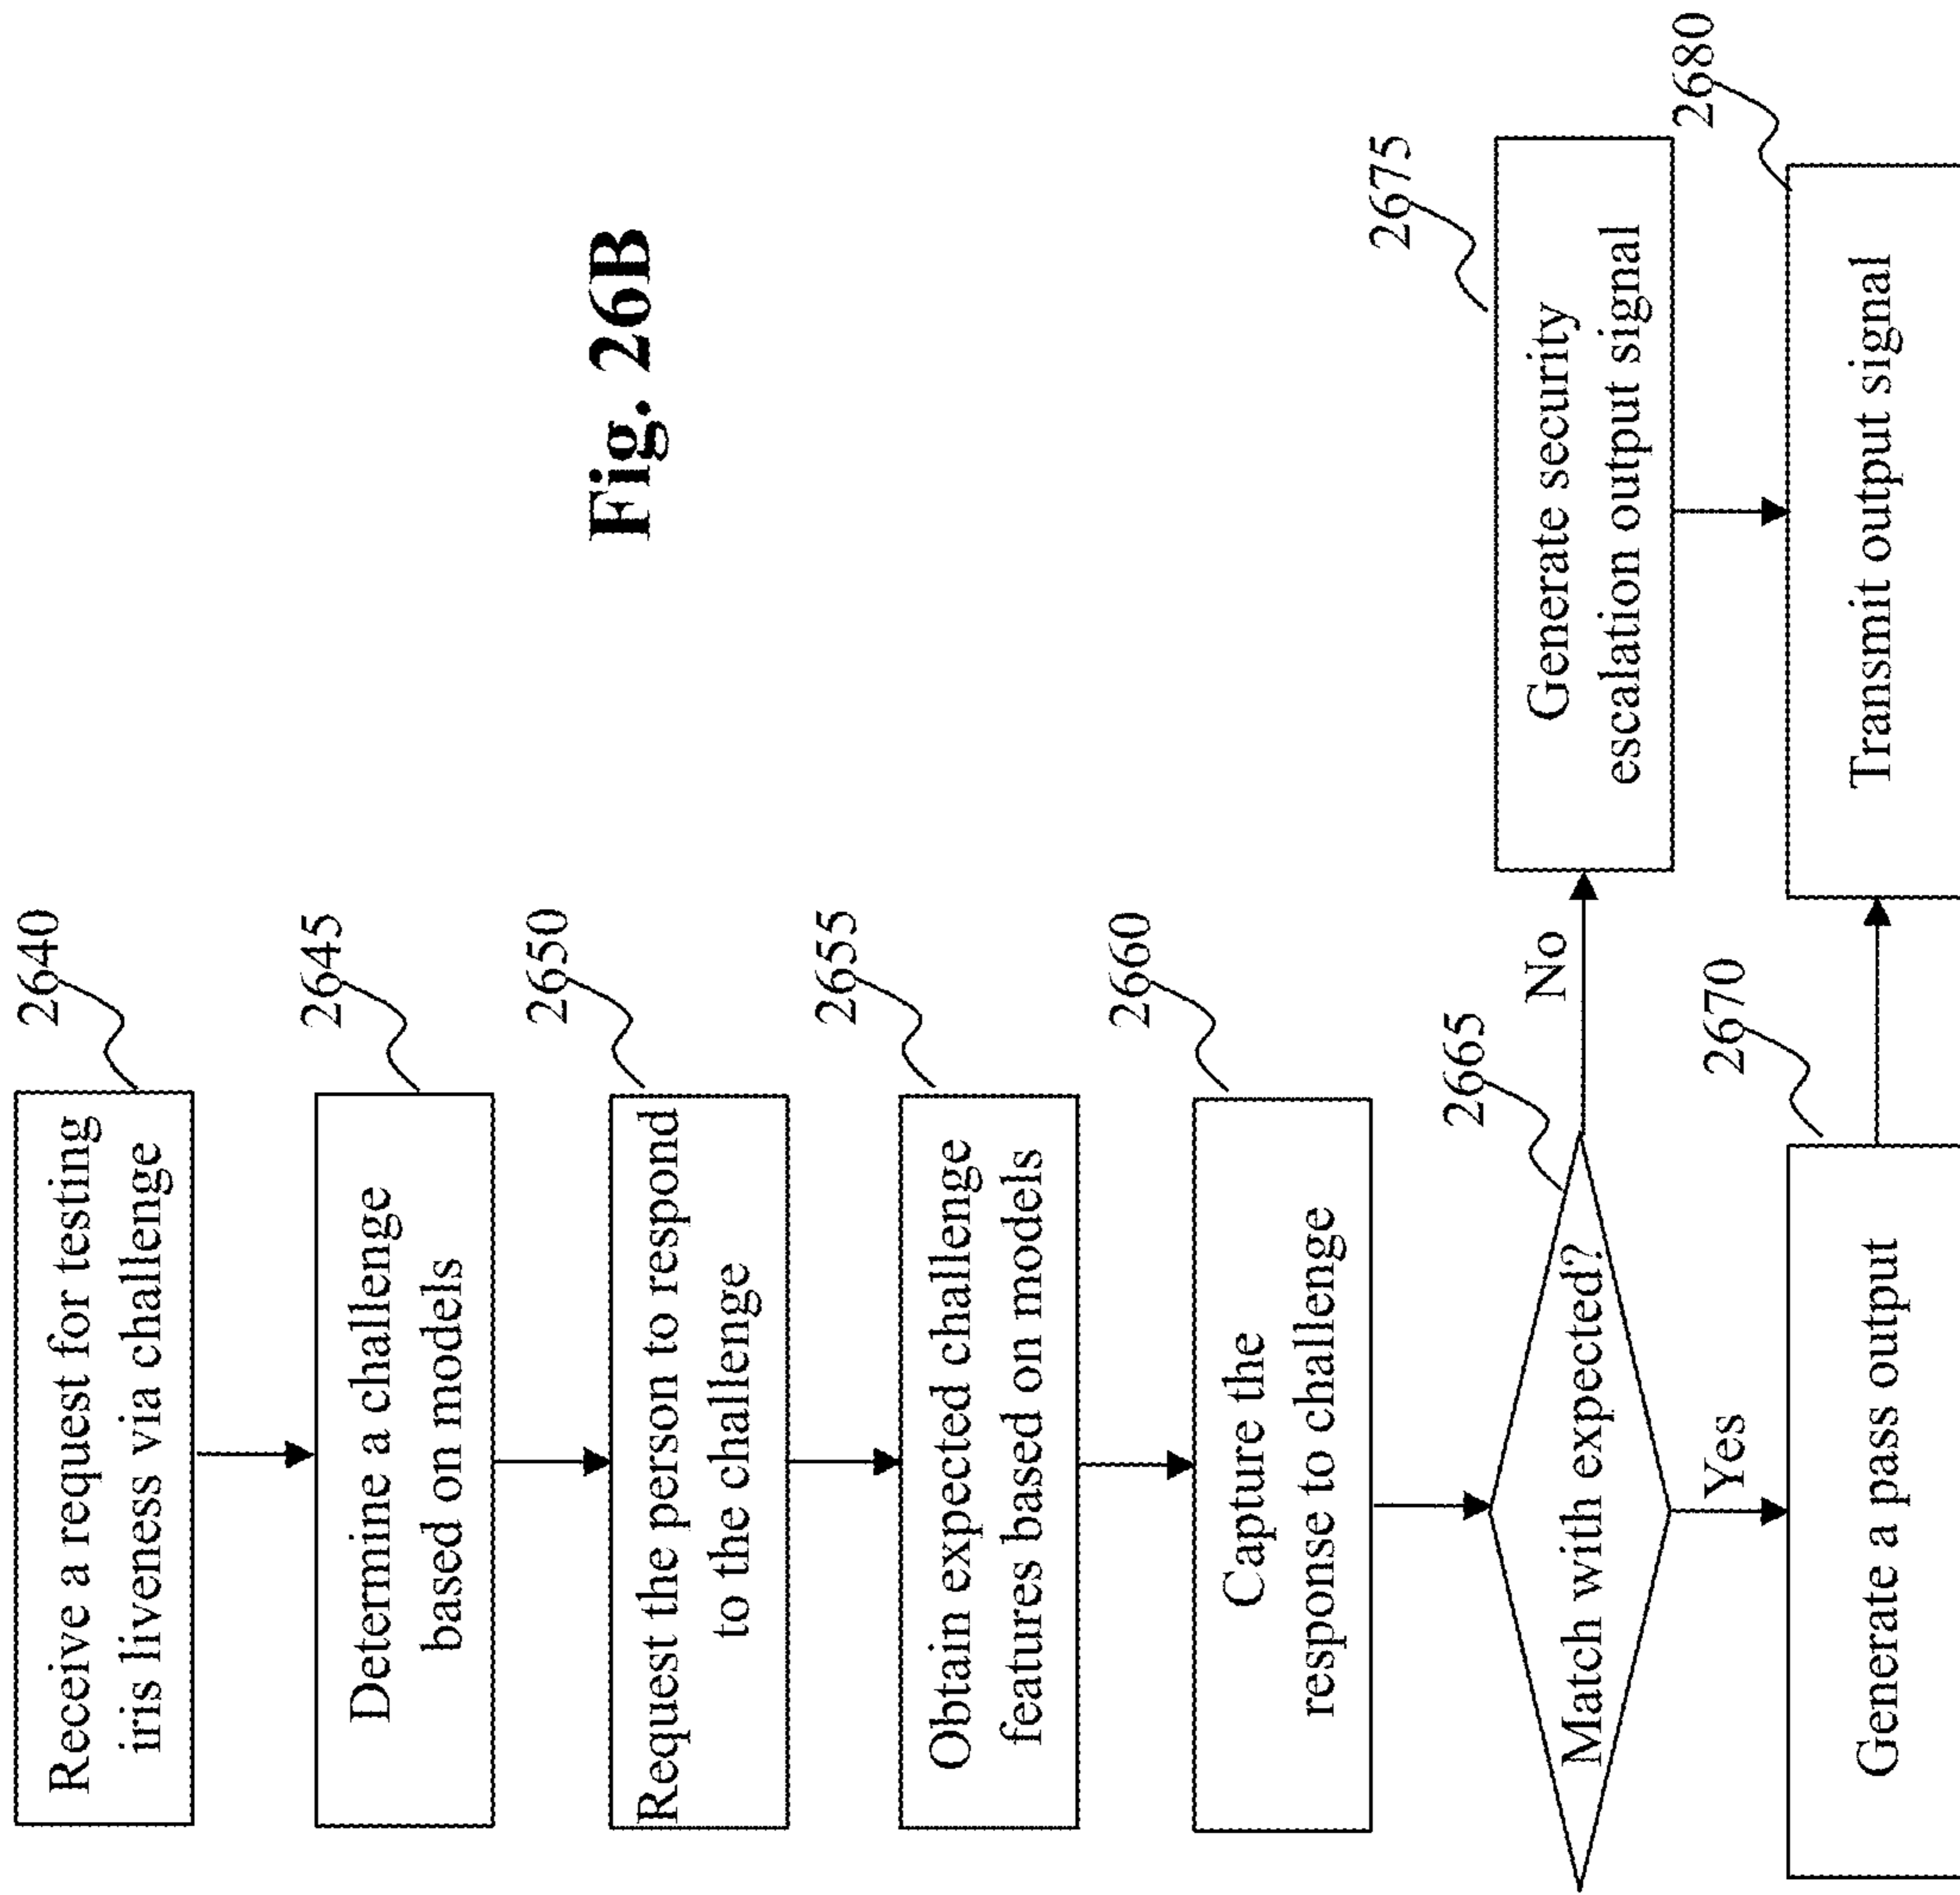 2640
Receive a request for testing
iris liveness via challenge
2645
Determine a challenge
based on models
2650
Request the person to respond
to the challenge
2655
Obtain expected challenge
features based on models
2660
Capture the
response to challenge
2665
Match with expected?
No
Yes
2675
Generate security
escalation output signal
2670
Generate a pass output
2680
Transmit output signal
Fig. 26B